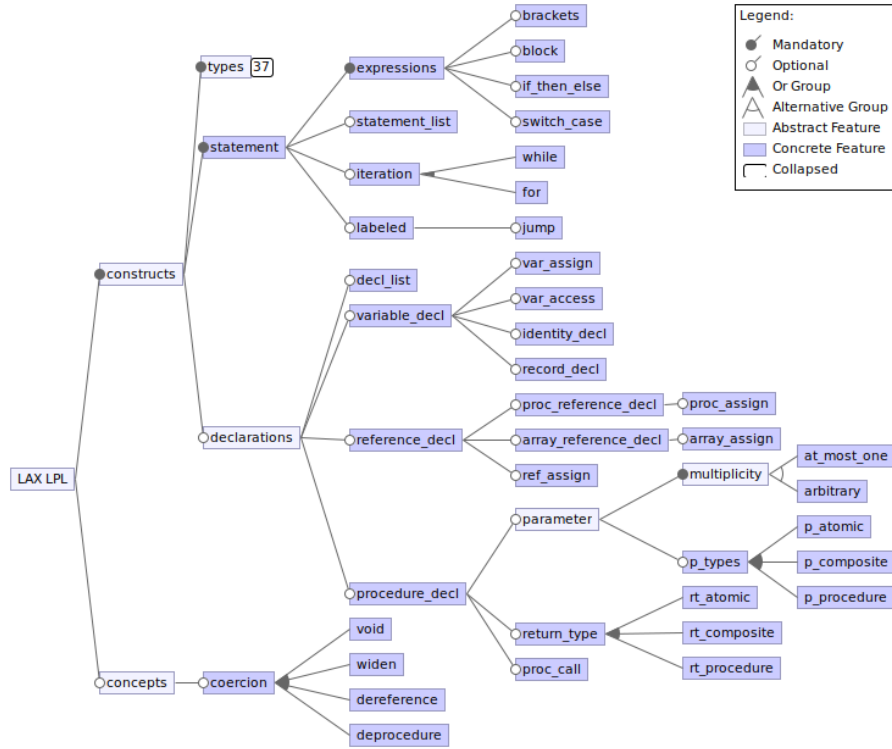 LAX LPL
constructs
types 37
statement
expressions
brackets
block
if_then_else
switch_case
statement_list
iteration
while
for
labeled
jump
declarations
decl_list
variable_decl
var_assign
var_access
identity_decl
record_decl
reference_decl
proc_reference_decl
proc_assign
array_reference_decl
array_assign
ref_assign
procedure_decl
parameter
multiplicity
at_most_one
arbitrary
p_types
p_atomic
p_composite
p_procedure
return_type
rt_atomic
rt_composite
rt_procedure
proc_call
concepts
coercion
void
widen
dereference
deprocedure
Legend:
Mandatory
Optional
Or Group
Alternative Group
Abstract Feature
Concrete Feature
Collapsed